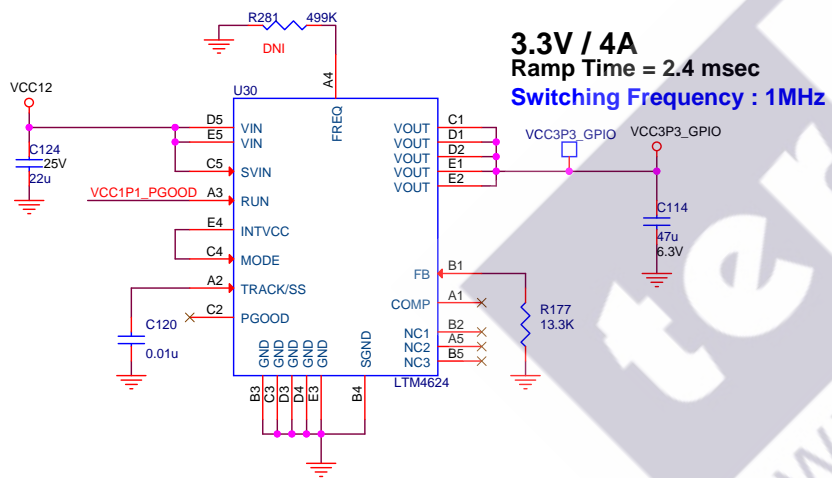 R281 499K
DNI
3.3V / 4A
Ramp Time = 2.4 msec
Switching Frequency : 1MHz
VCC12
U30
A4
FREQ
D5 VIN
E5 VIN
C5 SVIN
A3 RUN
E4 INTVCC
C4 MODE
A2 TRACK/SS
C2 PGOOD
C124
25V
22u
VCC1P1_PGOOD
C120
0.01u
VOUT C1
VOUT D1
VOUT D2
VOUT E1
VOUT E2
VCC3P3_GPIO VCC3P3_GPIO
C114
47u
6.3V
FB B1
COMP A1
NC1 B2
NC2 A5
NC3 B5
R177
13.3K
GND GND GND GND GND SGND
B3 C3 D3 D4 E3 B4
LTM4624